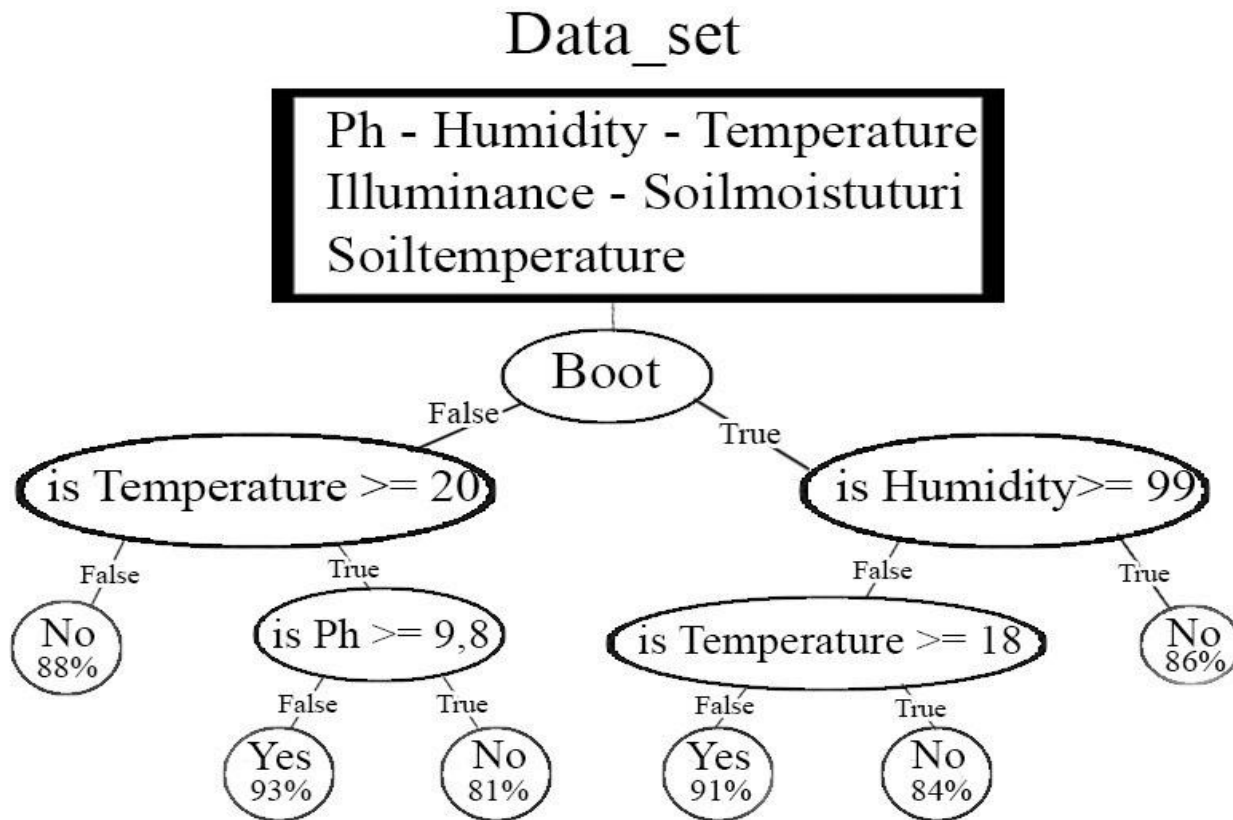 Data_set
Ph - Humidity - Temperature
Illuminance - Soilmoistuturi
Soiltemperature
Boot
False
True
is Temperature >= 20
is Humidity>= 99
False
True
False
True
No
88%
is Ph >= 9,8
is Temperature >= 18
No
86%
False
True
False
True
Yes
93%
No
81%
Yes
91%
No
84%